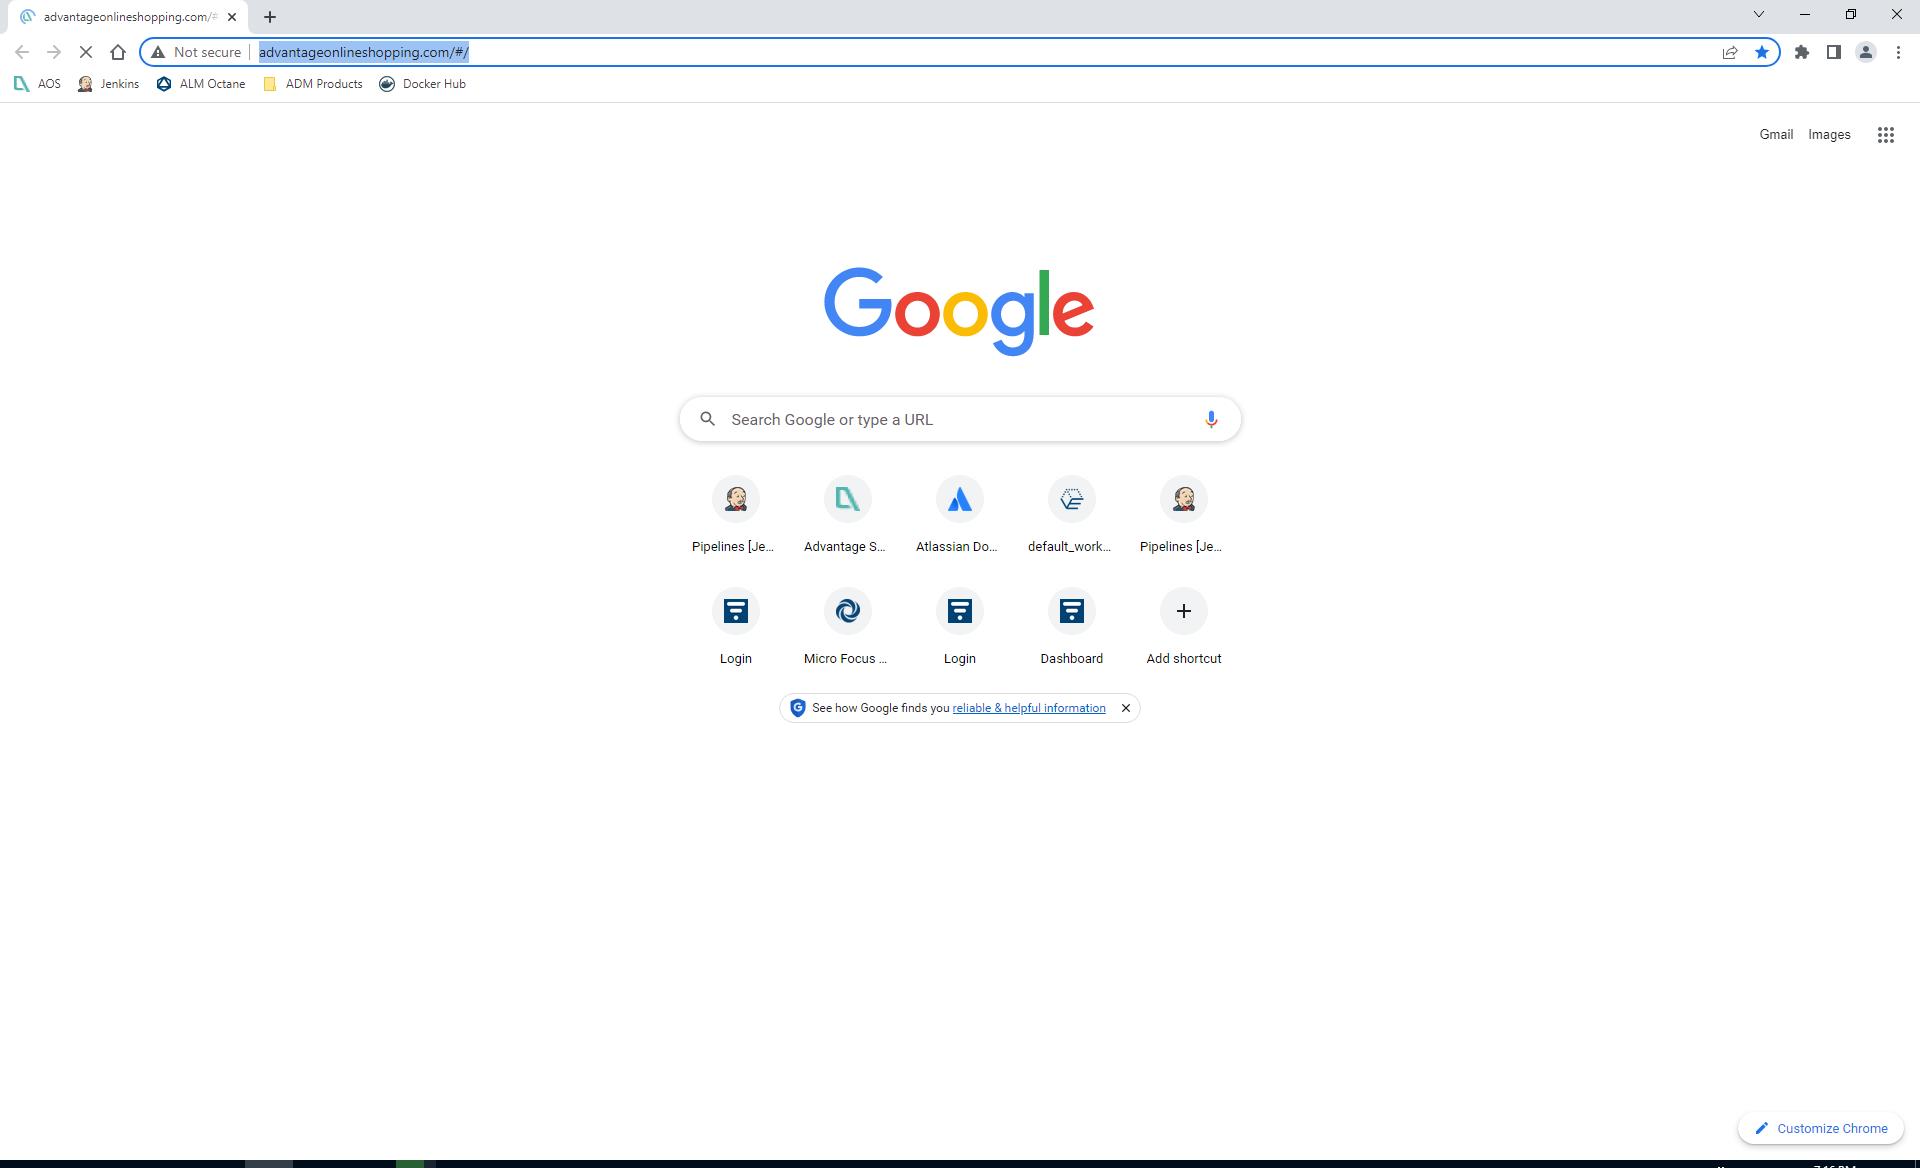 advantageonlineshopping.com/#
Not secure advantageonlineshopping.com/#/
AOS Jenkins ALM Octane ADM Products Docker Hub
Gmail Images
Google
Search Google or type a URL
Pipelines [Je... Advantage S... Atlassian Do... default_work... Pipelines [Je...
Login Micro Focus ... Login Dashboard Add shortcut
See how Google finds you reliable & helpful information
Customize Chrome